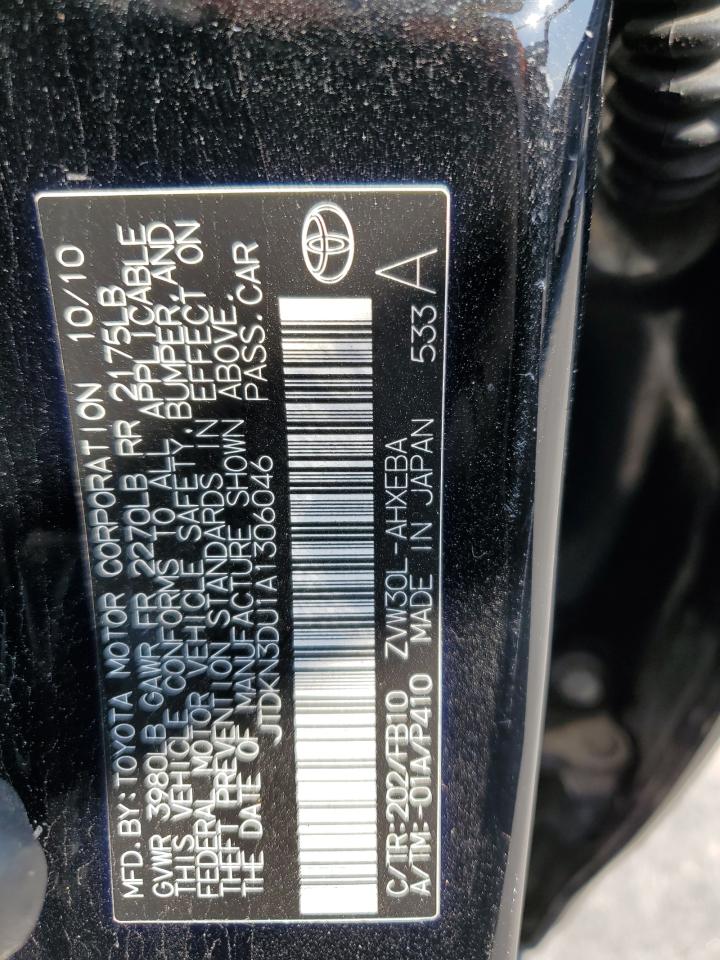 MFD. BY: TOYOTA MOTOR CORPORATION 10/10
GVWR 3980LB GAWR FR 2270LB RR 2175LB
THIS VEHICLE CONFORMS TO ALL APPLICABLE
FEDERAL MOTOR VEHICLE SAFETY, BUMPER, AND
THEFT PREVENTION STANDARDS IN EFFECT ON
THE DATE OF MANUFACTURE SHOWN ABOVE.
JTDKN3DU1A1306046 PASS. CAR
C/TR:202/FB10 ZVW30L-AHXEBA
A/TM:-01A/P410 MADE IN JAPAN 533 A